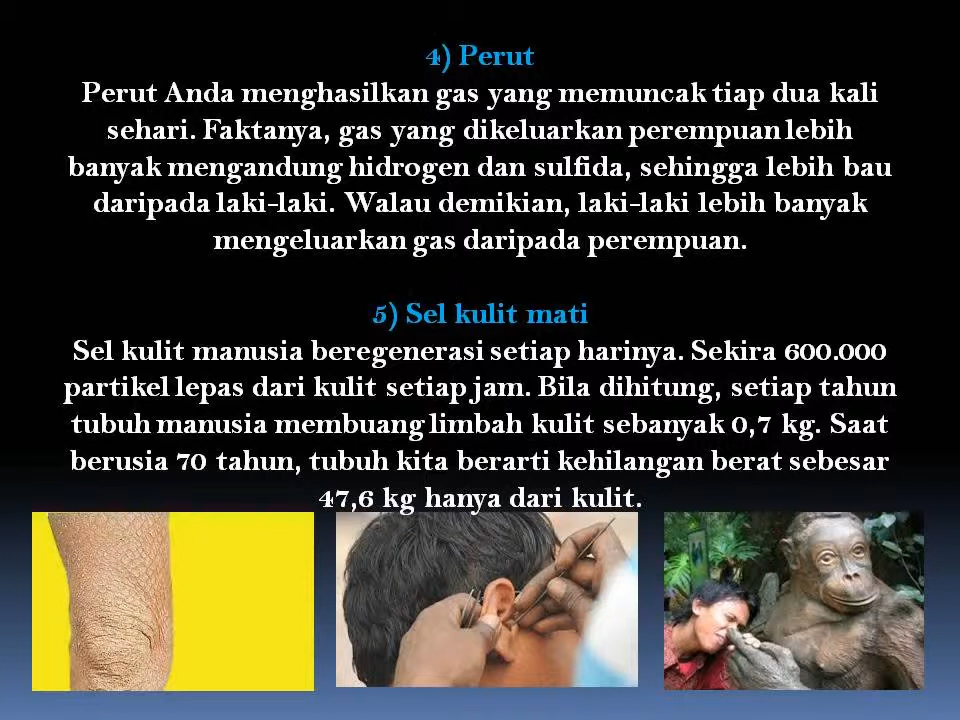 4) Perut
Perut Anda menghasilkan gas yang memuncak tiap dua kali
sehari. Faktanya, gas yang dikeluarkan perempuan lebih
banyak mengandung hidrogen dan sulfida, sehingga lebih bau
daripada laki-laki. Walau demikian, laki-laki lebih banyak
mengeluarkan gas daripada perempuan.
5) Sel kulit mati
Sel kulit manusia beregenerasi setiap harinya. Sekira 600.000
partikel lepas dari kulit setiap jam. Bila dihitung, setiap tahun
tubuh manusia membuang limbah kulit sebanyak 0,7 kg. Saat
berusia 70 tahun, tubuh kita berarti kehilangan berat sebesar
47,6 kg hanya dari kulit.